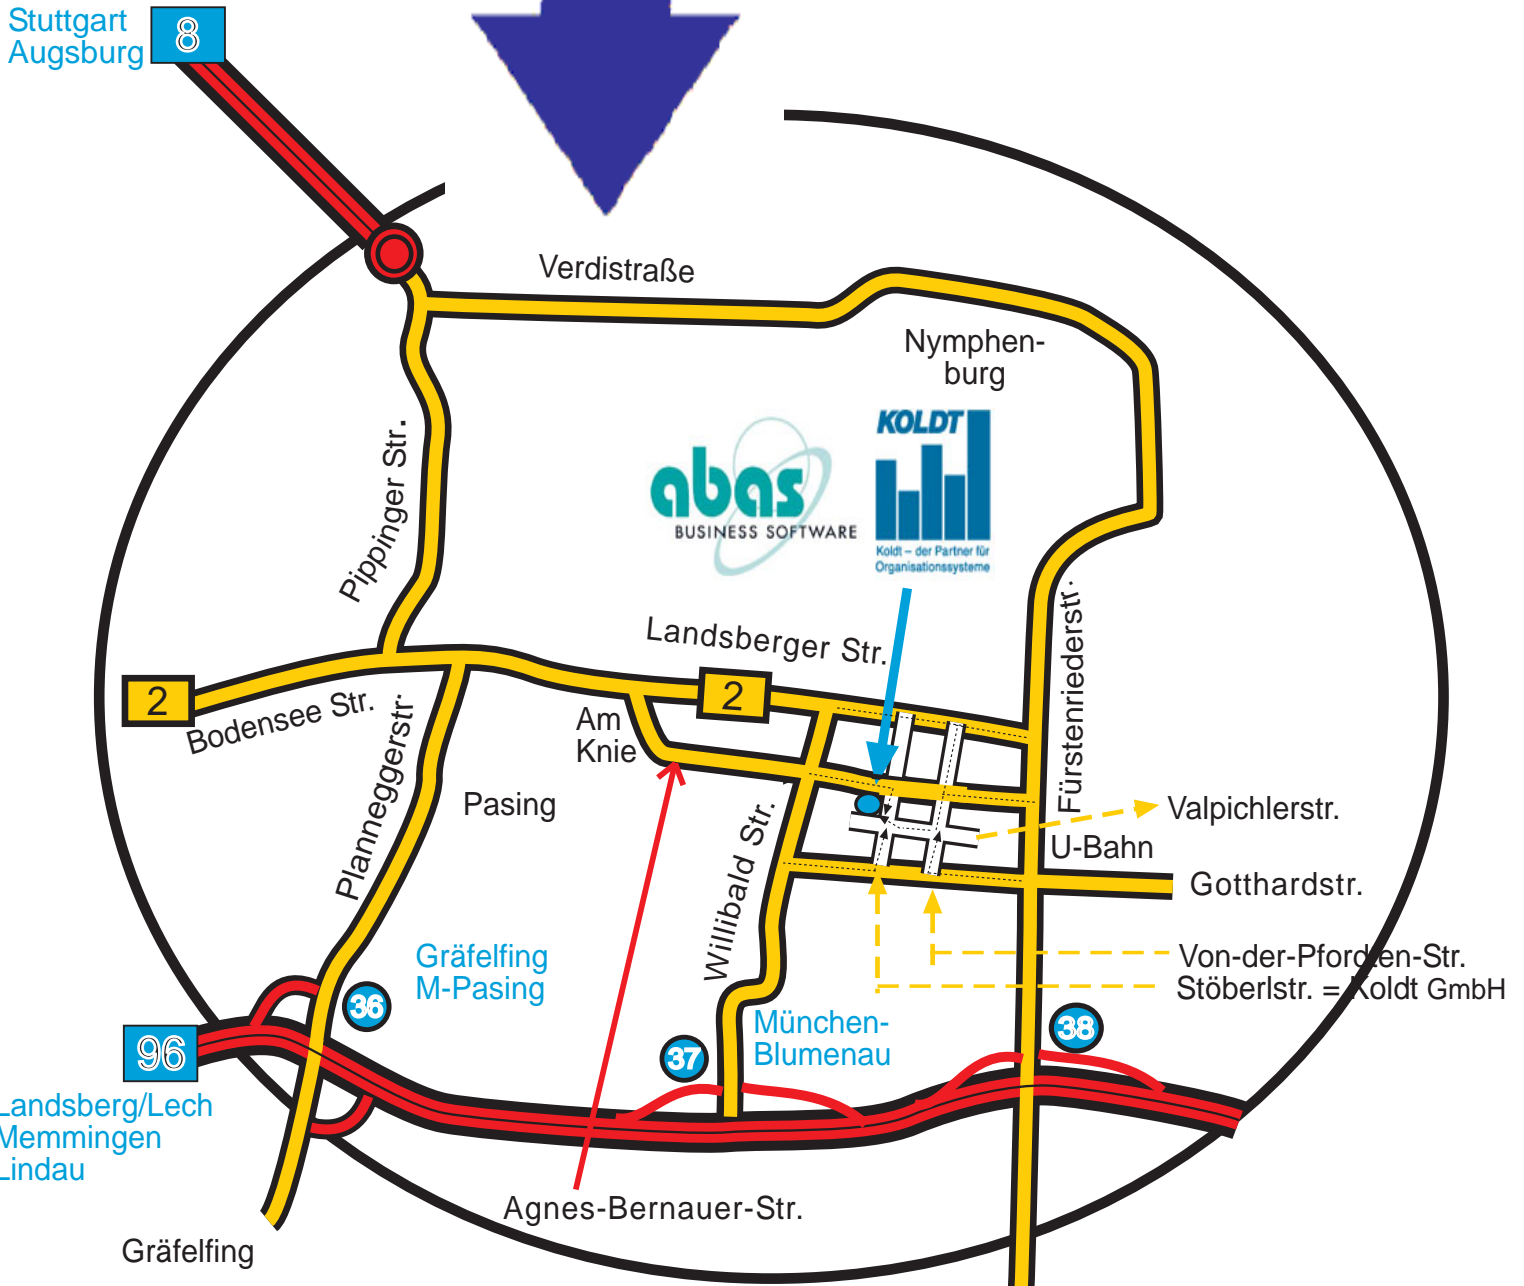 Stuttgart
Augsburg
8
Verdistraße
Nymphen-
burg
KOLDT
abas
BUSINESS SOFTWARE
Koldt – der Partner für
Organisationssysteme
Pippinger Str.
Landsberger Str.
Fürstenriederstr.
2
2
Bodensee Str.
Am
Knie
Planneggerstr.
Pasing
Willibald Str.
Valpichlerstr.
U-Bahn
Gotthardstr.
Gräfelfing
M-Pasing
Von-der-Pfordten-Str.
Stöberlstr. = Koldt GmbH
36
96
37
München-
Blumenau
38
Landsberg/Lech
Memmingen
Lindau
Agnes-Bernauer-Str.
Gräfelfing